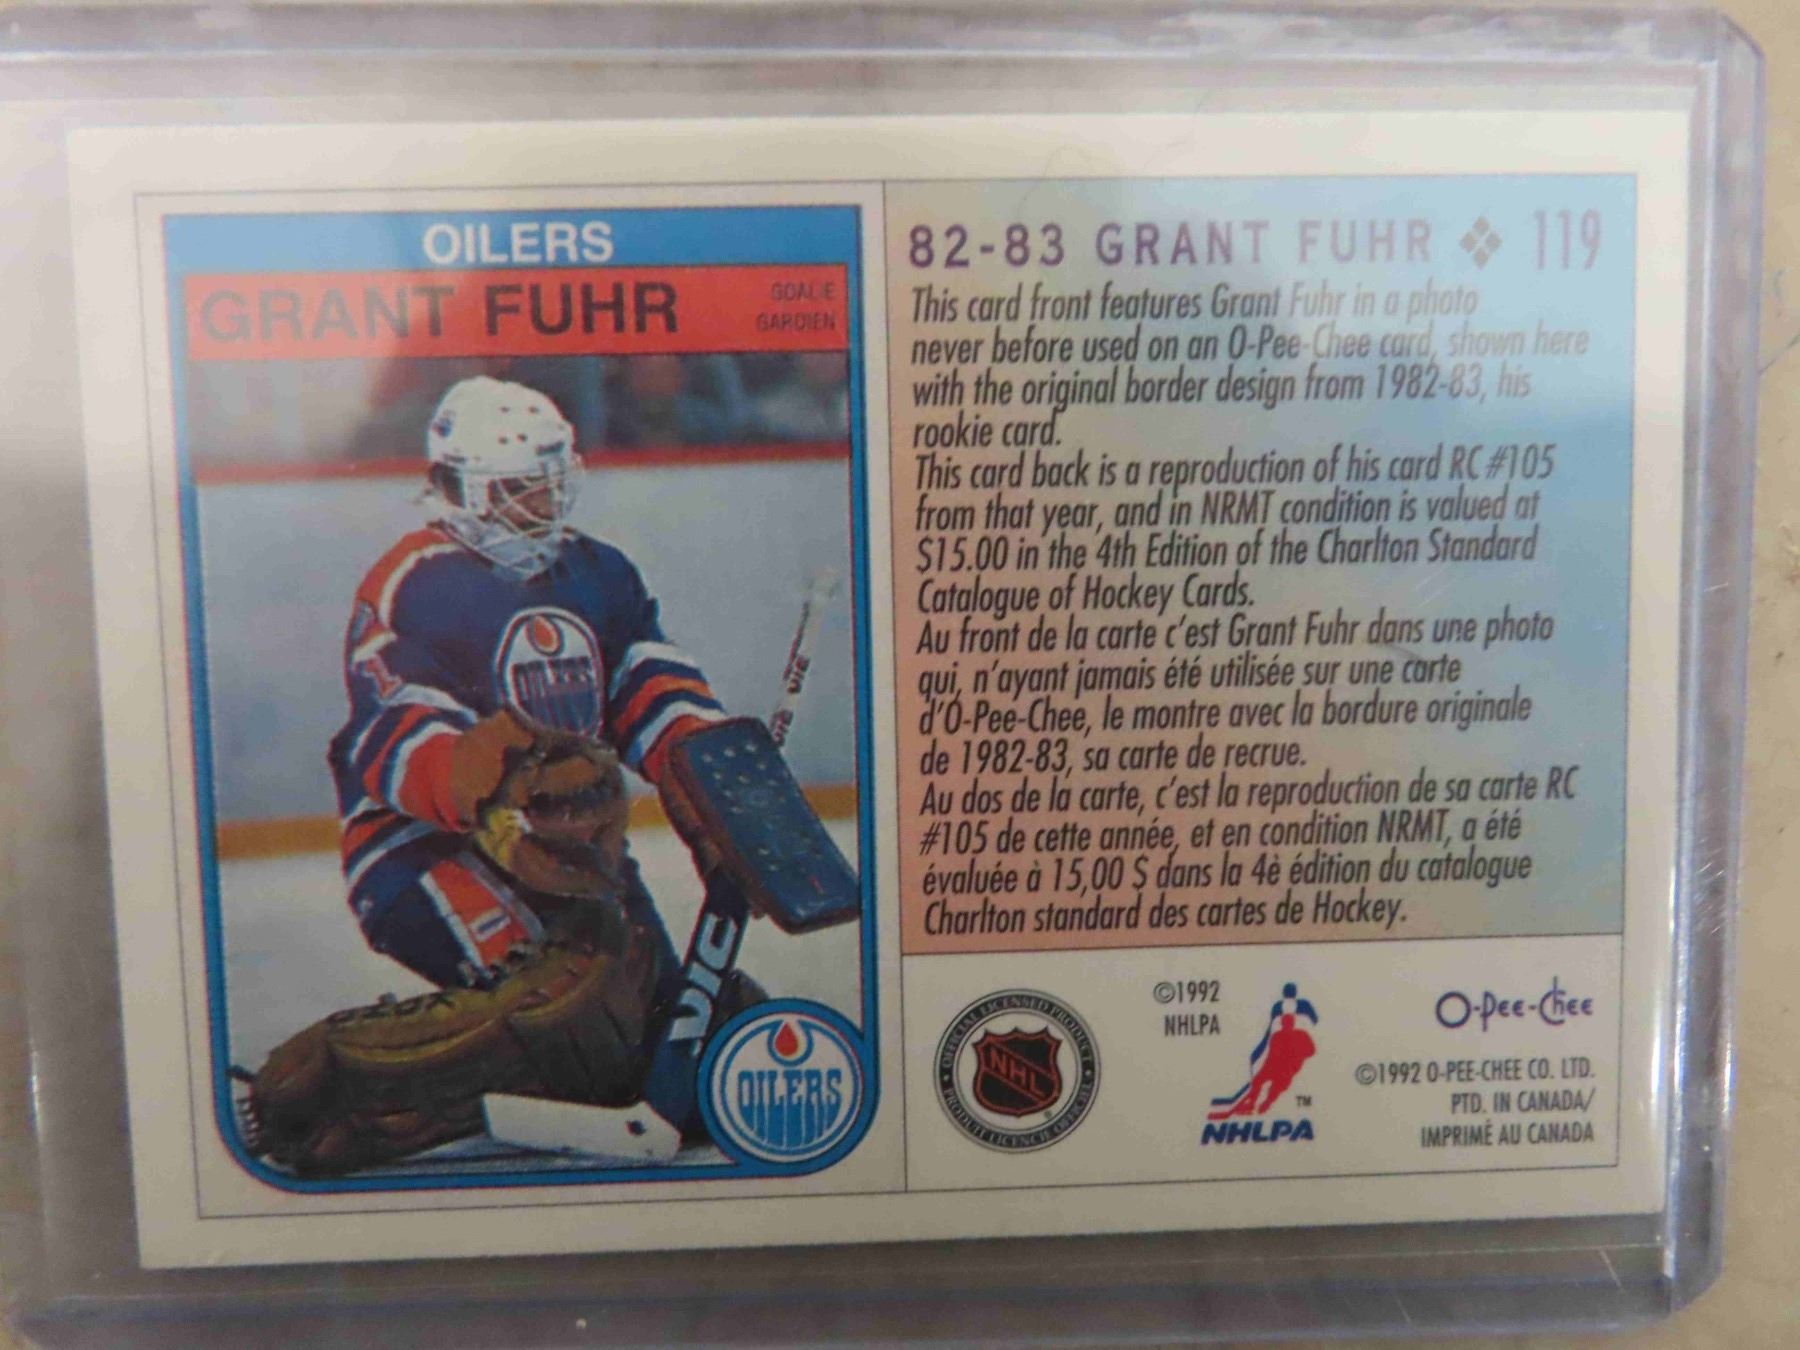 OILERS
GRANT FUHR
GOALIE
GARDIEN
OILERS
OILERS
82-83 GRANT FUHR 119
This card front features Grant Fuhr in a photo
never before used on an O-Pee-Chee card, shown here
with the original border design from 1982-83, his
rookie card.
This card back is a reproduction of his card RC #105
from that year, and in NRMT condition is valued at
$15.00 in the 4th Edition of the Charlton Standard
Catalogue of Hockey Cards.
Au front de la carte c'est Grant Fuhr dans une photo
qui, n'ayant jamais été utilisée sur une carte
d'O-Pee-Chee, le montre avec la bordure originale
de 1982-83, sa carte de recrue.
Au dos de la carte, c'est la reproduction de sa carte RC
#105 de cette année, et en condition NRMT, a été
évaluée à 15,00 $ dans la 4è édition du catalogue
Charlton standard des cartes de Hockey.
OFFICIAL LICENSED PRODUCT
NHL
PRODUIT LICENCIE OFFICIEL
©1992
NHLPA
TM
NHLPA
O-Pee-Chee
©1992 O-PEE-CHEE CO. LTD.
PTD. IN CANADA/
IMPRIMÉ AU CANADA